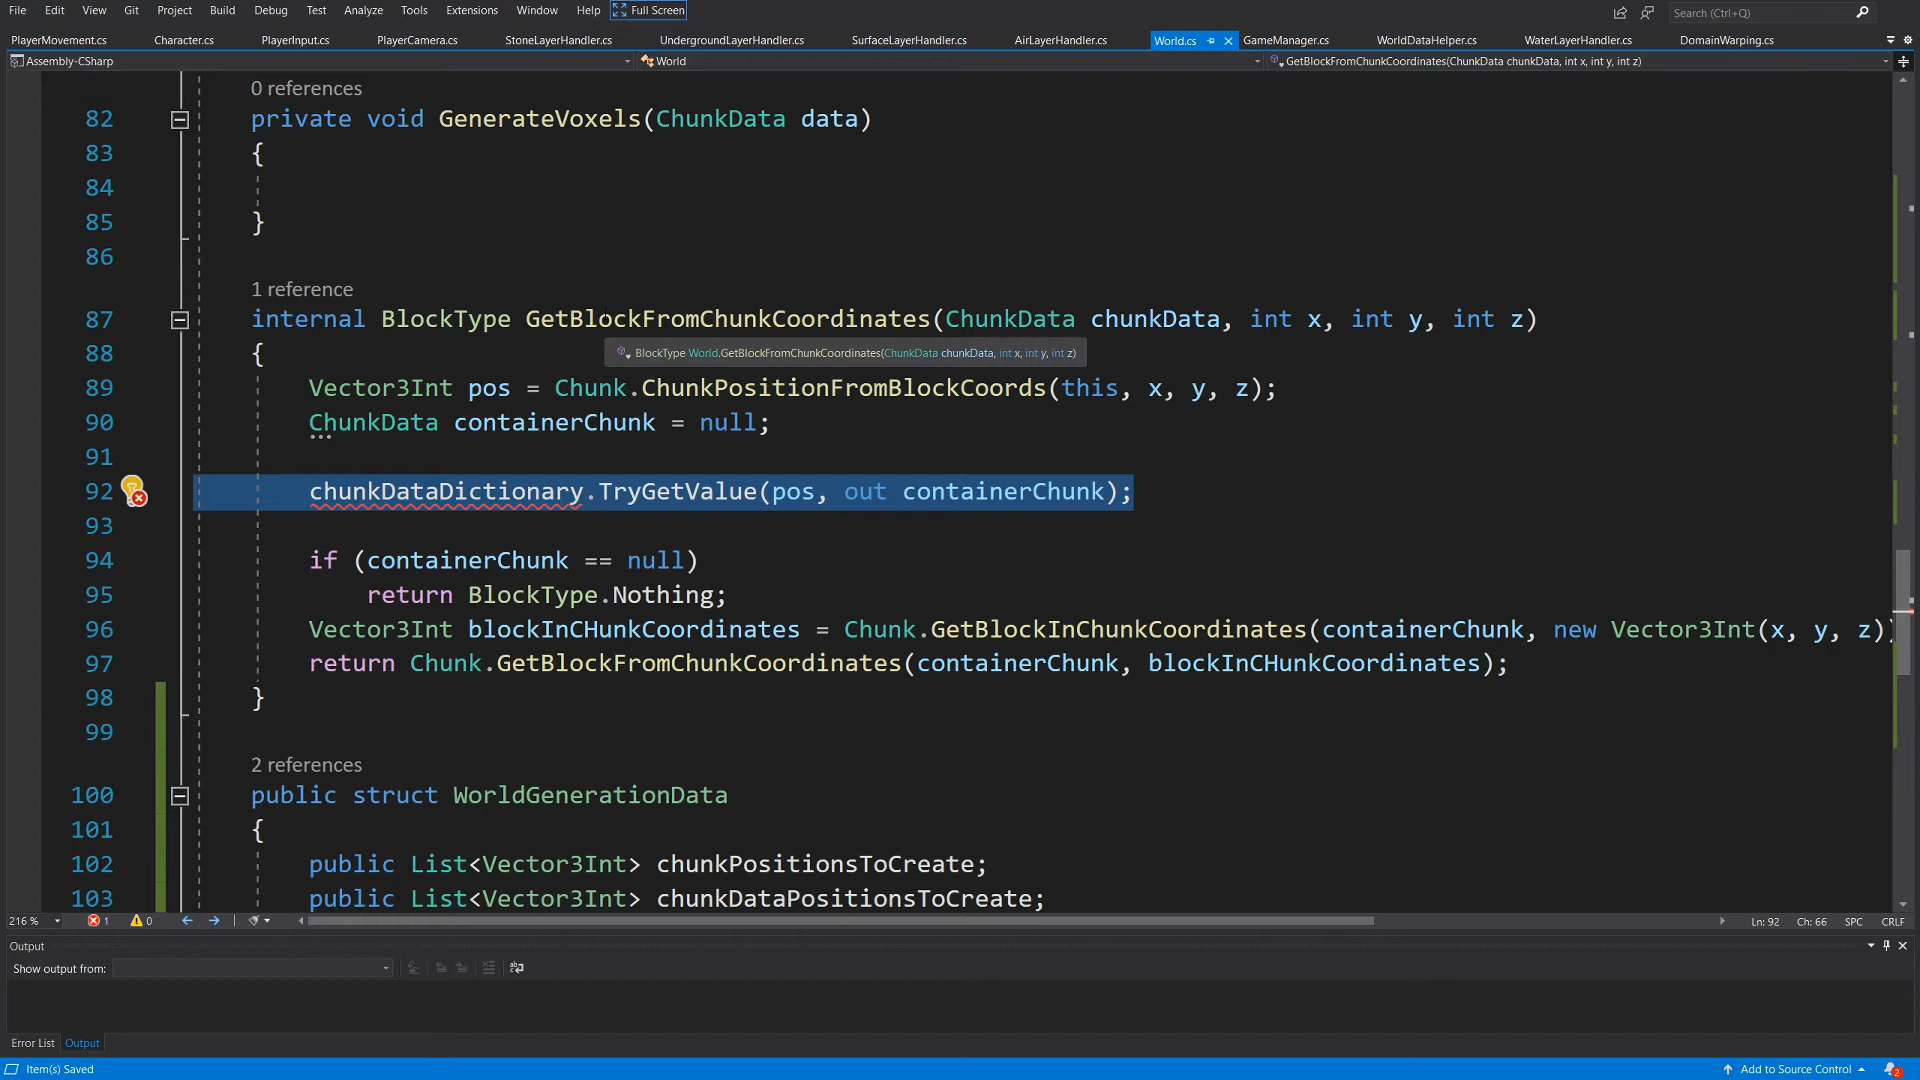 File Edit View Git Project Build Debug Test Analyze Tools Extensions Window Help Full Screen Search (Ctrl+Q)
PlayerMovement.cs Character.cs PlayerInput.cs PlayerCamera.cs StoneLayerHandler.cs UndergroundLayerHandler.cs SurfaceLayerHandler.cs AirLayerHandler.cs World.cs GameManager.cs WorldDataHelper.cs WaterLayerHandler.cs DomainWarping.cs
Assembly-CSharp World GetBlockFromChunkCoordinates(ChunkData chunkData, int x, int y, int z)
0 references
82 private void GenerateVoxels(ChunkData data)
83 {
84
85 }
86
1 reference
87 internal BlockType GetBlockFromChunkCoordinates(ChunkData chunkData, int x, int y, int z)
88 {
BlockType World.GetBlockFromChunkCoordinates(ChunkData chunkData, int x, int y, int z)
89 Vector3Int pos = Chunk.ChunkPositionFromBlockCoords(this, x, y, z);
90 ChunkData containerChunk = null;
91
92 chunkDataDictionary.TryGetValue(pos, out containerChunk);
93
94 if (containerChunk == null)
95 return BlockType.Nothing;
96 Vector3Int blockInCHunkCoordinates = Chunk.GetBlockInChunkCoordinates(containerChunk, new Vector3Int(x, y, z))
97 return Chunk.GetBlockFromChunkCoordinates(containerChunk, blockInCHunkCoordinates);
98 }
99
2 references
100 public struct WorldGenerationData
101 {
102 public List<Vector3Int> chunkPositionsToCreate;
103 public List<Vector3Int> chunkDataPositionsToCreate;
216 % 1 0 Ln: 92 Ch: 66 SPC CRLF
Output
Show output from:
Error List Output
Item(s) Saved Add to Source Control 2